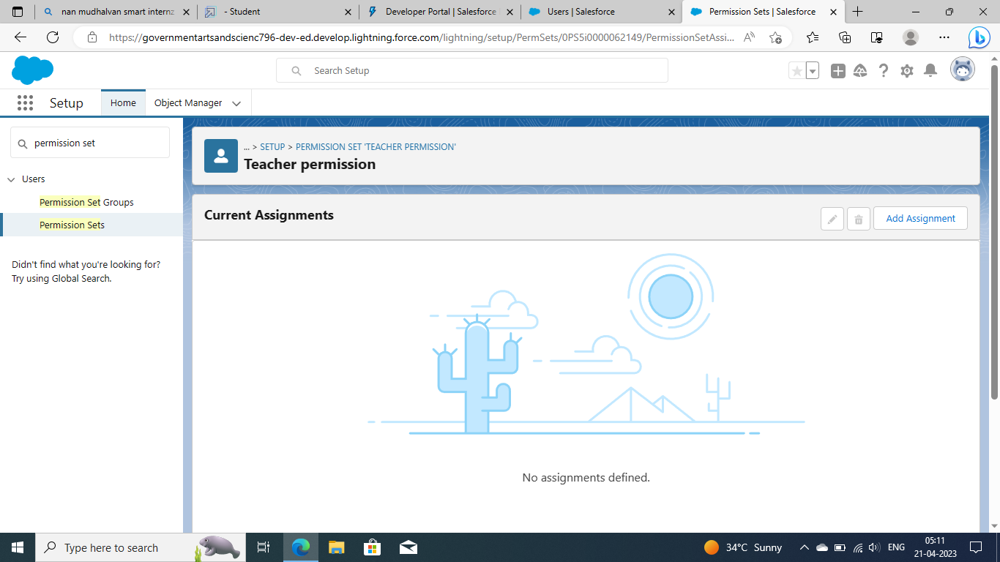 nan mudhalvan smart internz
- Student
Developer Portal | Salesforce
Users | Salesforce
Permission Sets | Salesforce
https://governmentartsandscienc796-dev-ed.develop.lightning.force.com/lightning/setup/PermSets/0PS5i0000062149/PermissionSetAssi...
Search Setup
Setup
Home
Object Manager
permission set
Users
Permission Set Groups
Permission Sets
Didn't find what you're looking for?
Try using Global Search.
... > SETUP > PERMISSION SET 'TEACHER PERMISSION'
Teacher permission
Current Assignments
Add Assignment
No assignments defined.
Type here to search
34°C Sunny
ENG
05:11
21-04-2023